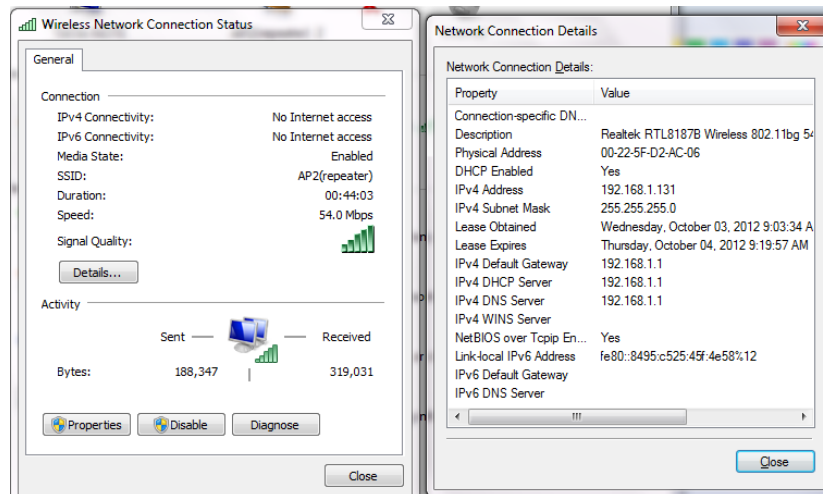 Wireless Network Connection Status
General
Connection
IPv4 Connectivity: No Internet access
IPv6 Connectivity: No Internet access
Media State: Enabled
SSID: AP2(repeater)
Duration: 00:44:03
Speed: 54.0 Mbps
Signal Quality:
Details...
Activity
Sent Received
Bytes: 188,347 319,031
Properties Disable Diagnose
Close
Network Connection Details
Network Connection Details:
Property Value
Connection-specific DN...
Description Realtek RTL8187B Wireless 802.11bg 54
Physical Address 00-22-5F-D2-AC-06
DHCP Enabled Yes
IPv4 Address 192.168.1.131
IPv4 Subnet Mask 255.255.255.0
Lease Obtained Wednesday, October 03, 2012 9:03:34 A
Lease Expires Thursday, October 04, 2012 9:19:57 AM
IPv4 Default Gateway 192.168.1.1
IPv4 DHCP Server 192.168.1.1
IPv4 DNS Server 192.168.1.1
IPv4 WINS Server
NetBIOS over Tcpip En... Yes
Link-local IPv6 Address fe80::8495:c525:45f:4e58%12
IPv6 Default Gateway
IPv6 DNS Server
Close